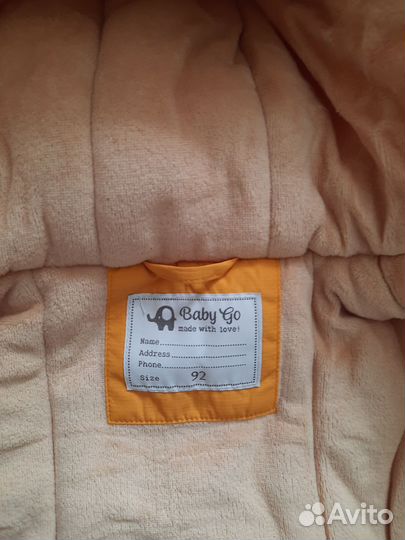 Baby Go
made with love!
Name
Address
Phone
Size 92
Avito